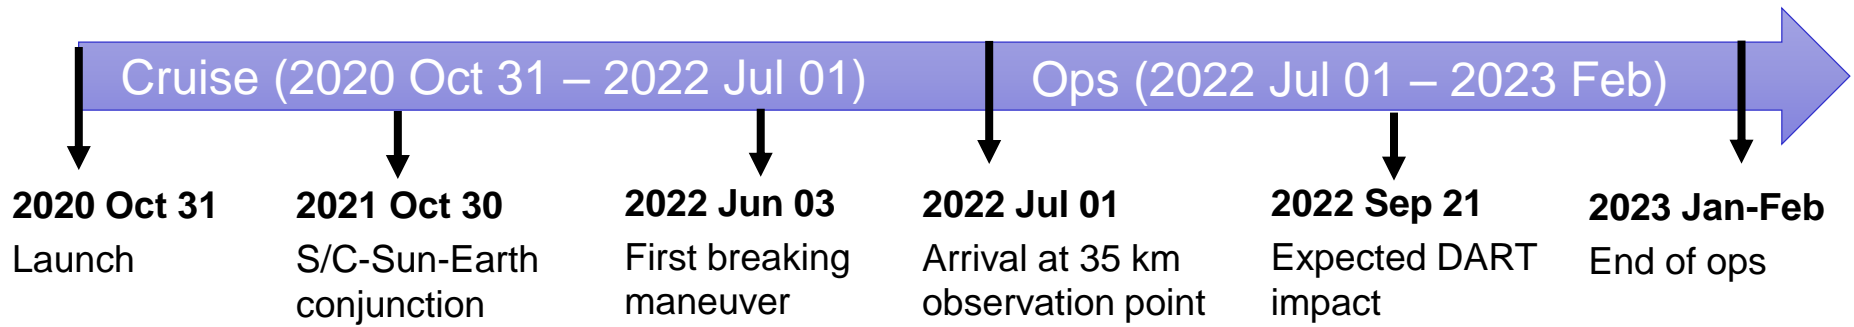 Cruise (2020 Oct 31 – 2022 Jul 01)
Ops (2022 Jul 01 – 2023 Feb)
2020 Oct 31
Launch
2021 Oct 30
S/C-Sun-Earth
conjunction
2022 Jun 03
First breaking
maneuver
2022 Jul 01
Arrival at 35 km
observation point
2022 Sep 21
Expected DART
impact
2023 Jan-Feb
End of ops